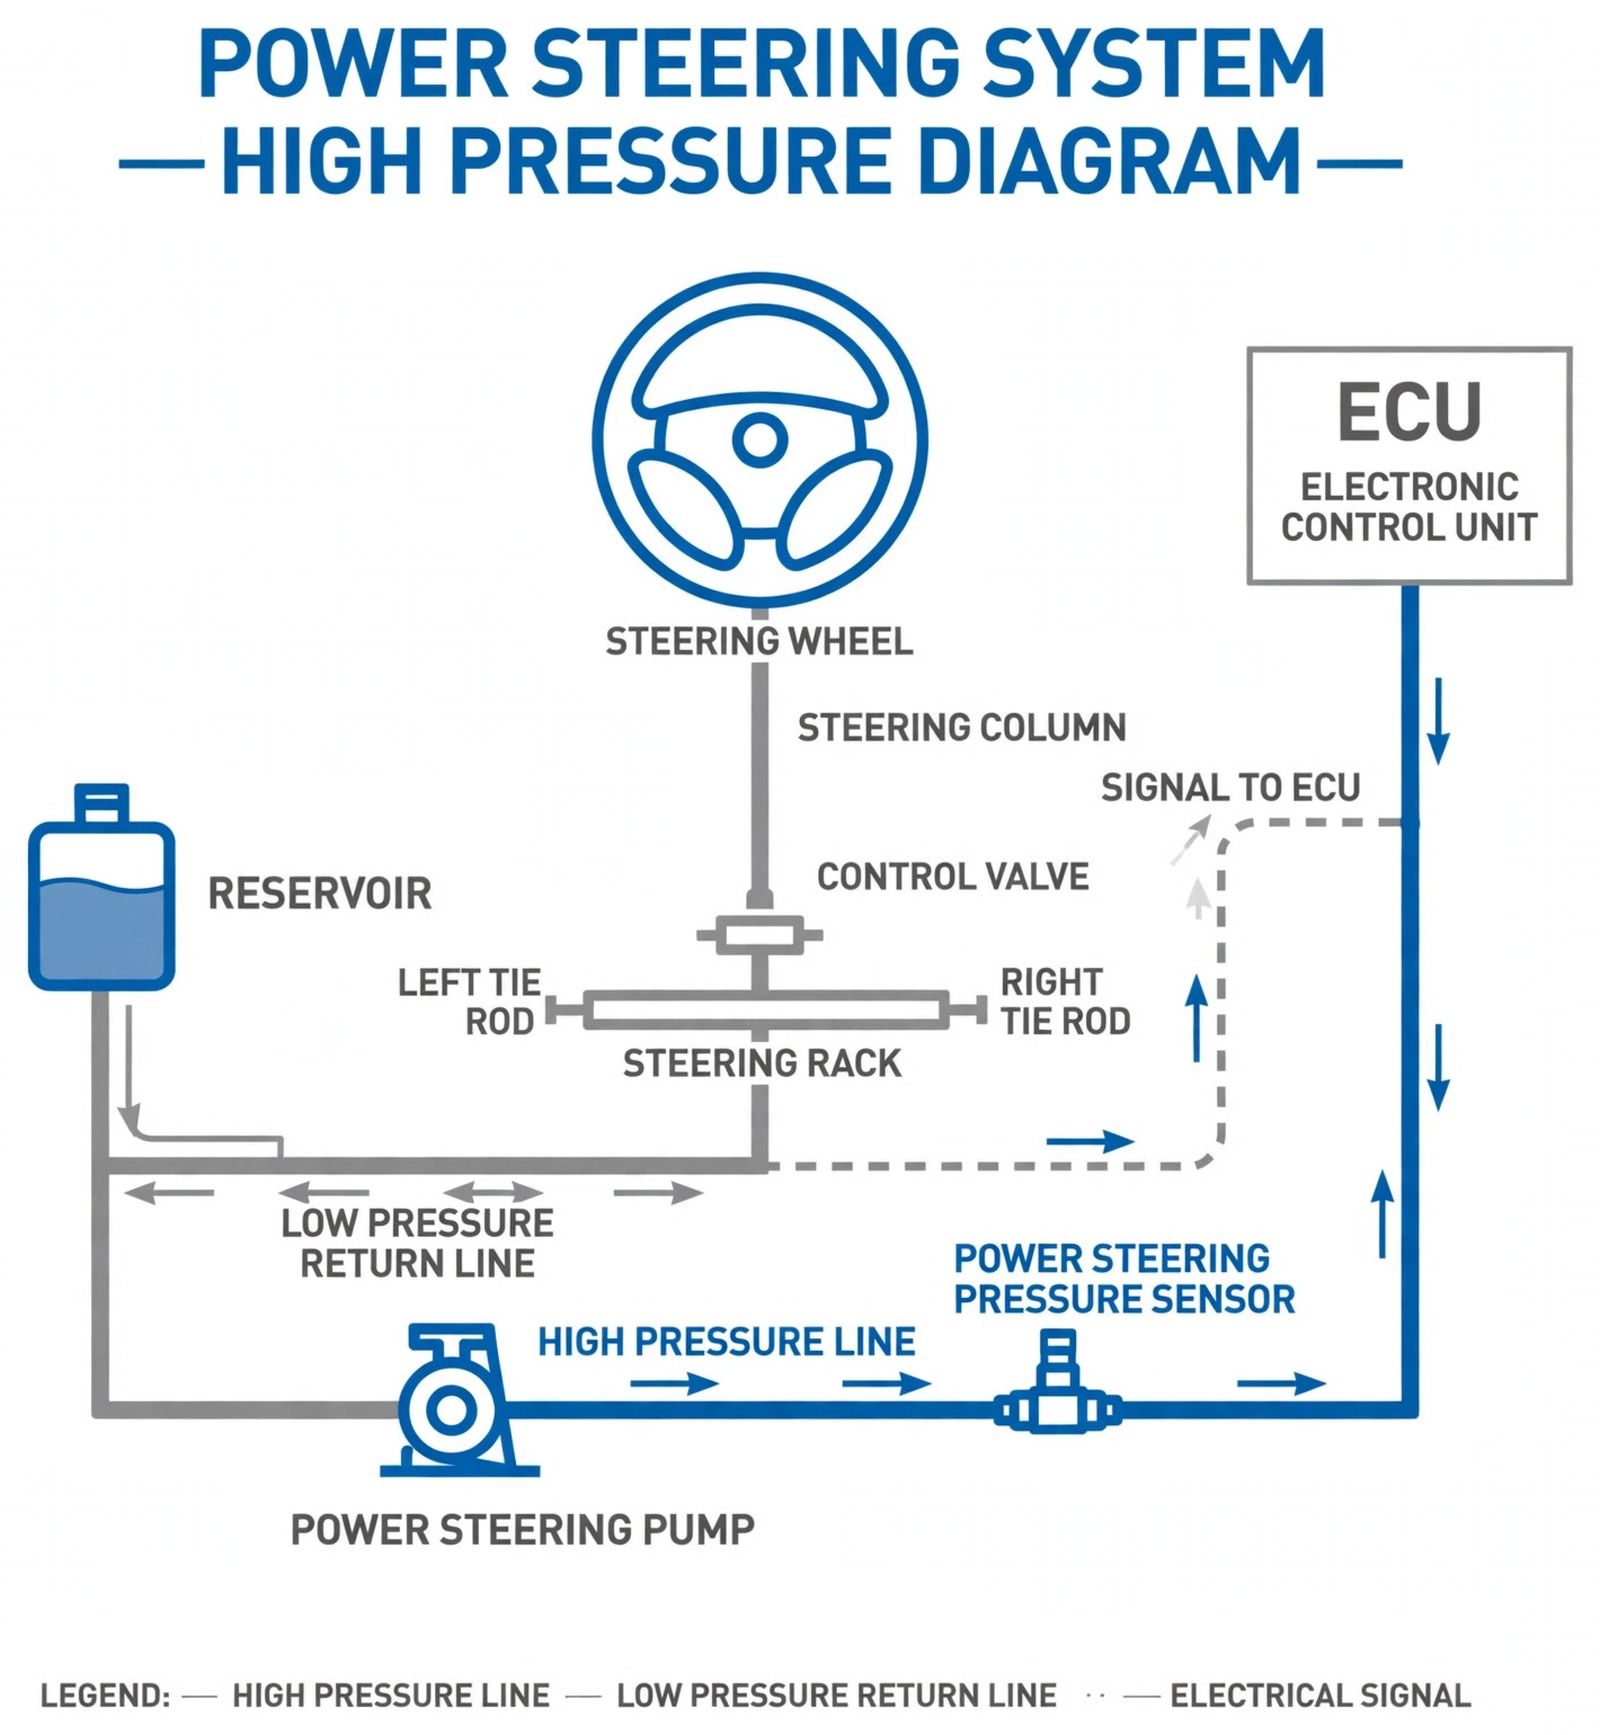 POWER STEERING SYSTEM
HIGH PRESSURE DIAGRAM
ECU
ELECTRONIC
CONTROL UNIT
STEERING WHEEL
STEERING COLUMN
SIGNAL TO ECU
CONTROL VALVE
RESERVOIR
LEFT TIE
ROD
RIGHT
TIE ROD
STEERING RACK
LOW PRESSURE
RETURN LINE
POWER STEERING
PRESSURE SENSOR
HIGH PRESSURE LINE
POWER STEERING PUMP
LEGEND: — HIGH PRESSURE LINE — LOW PRESSURE RETURN LINE ·· — ELECTRICAL SIGNAL